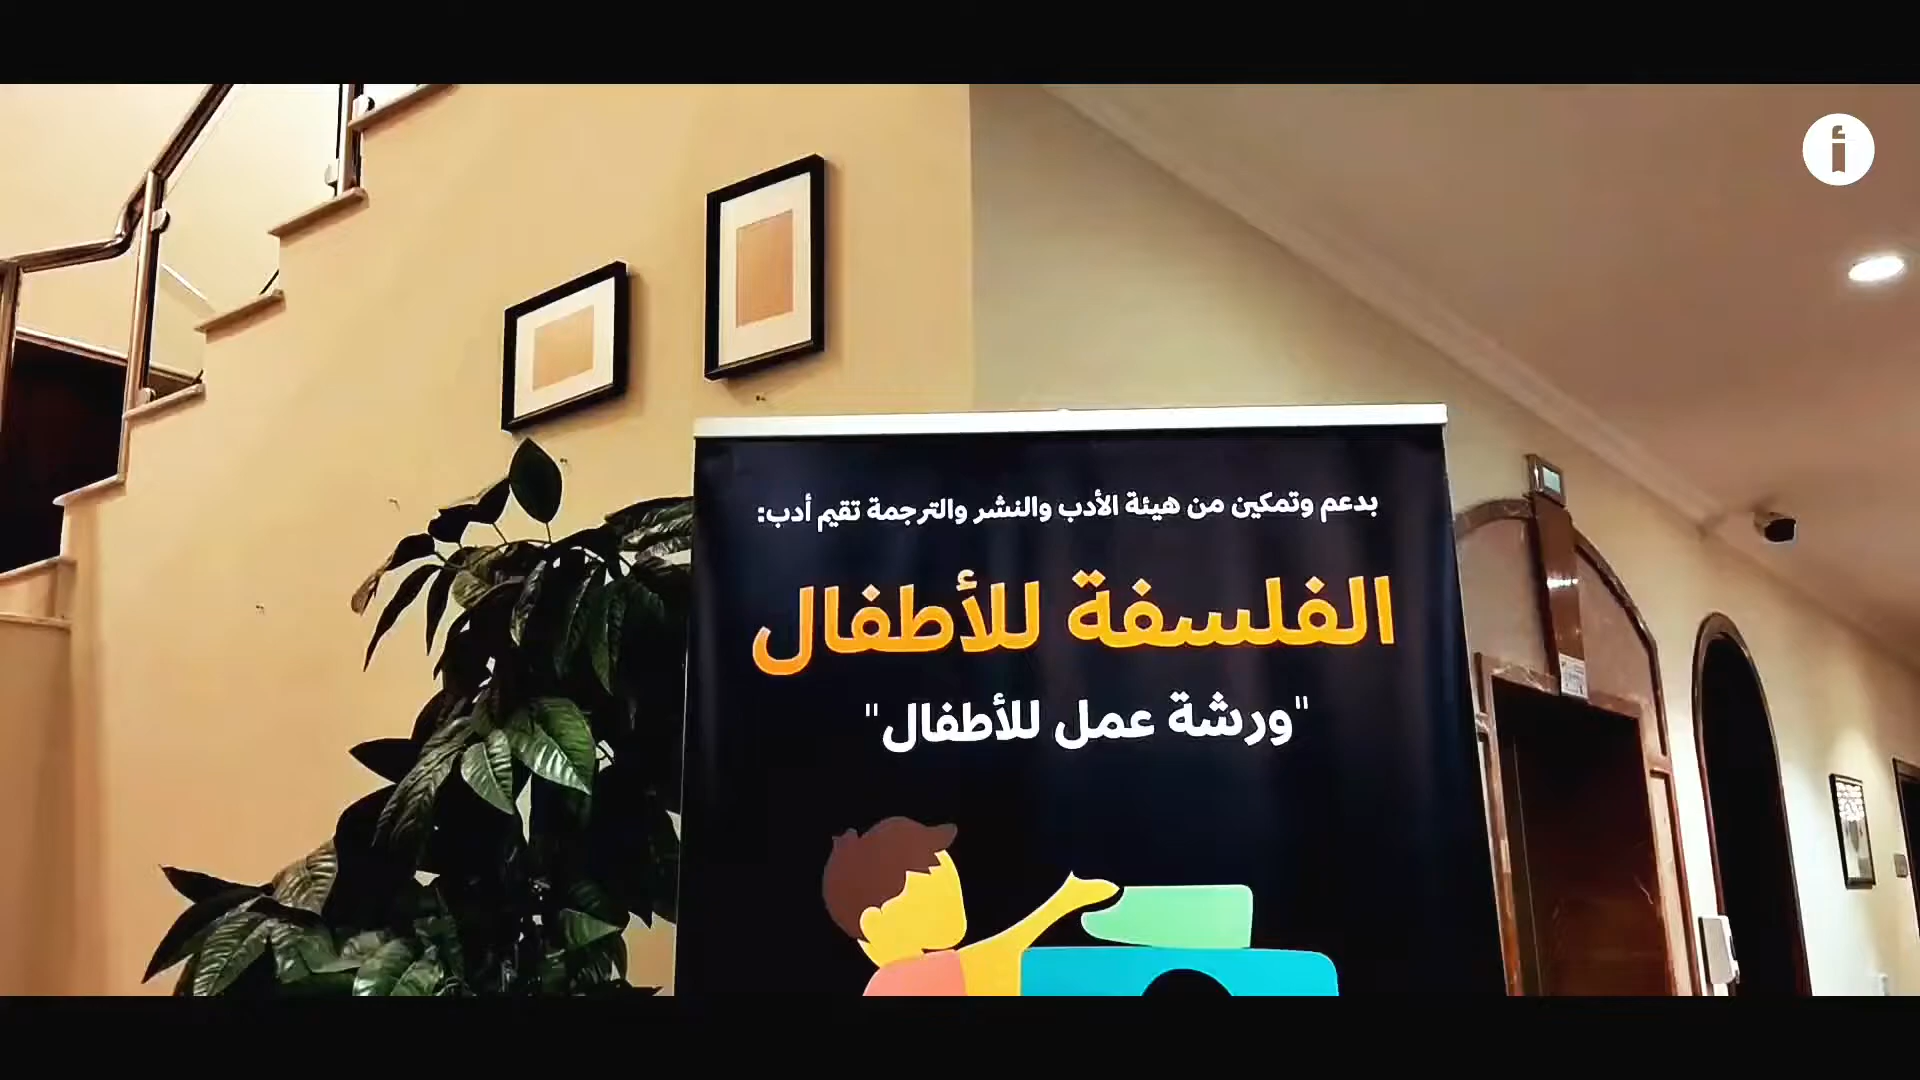 بدعم وتمكين من هيئة الأدب والنشر والترجمة تقيم أدب:
الفلسفة للأطفال
"ورشة عمل للأطفال"